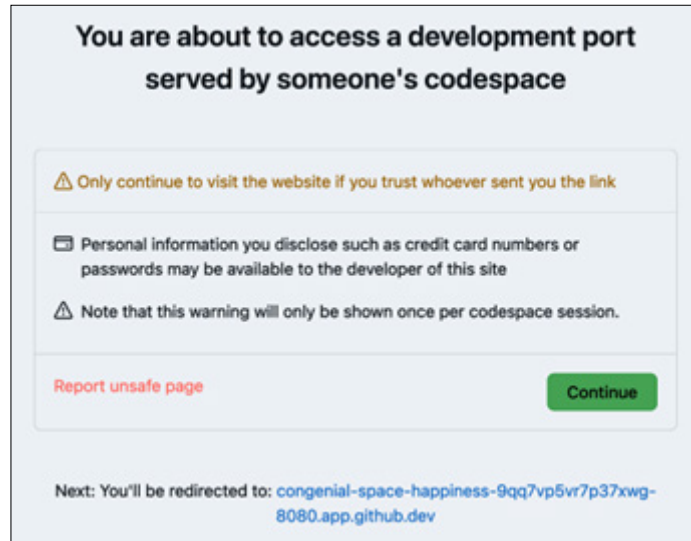 You are about to access a development port
served by someone's codespace
Only continue to visit the website if you trust whoever sent you the link
Personal information you disclose such as credit card numbers or
passwords may be available to the developer of this site
Note that this warning will only be shown once per codespace session.
Report unsafe page
Continue
Next: You'll be redirected to: congenial-space-happiness-9qq7vp5vr7p37xwg-
8080.app.github.dev